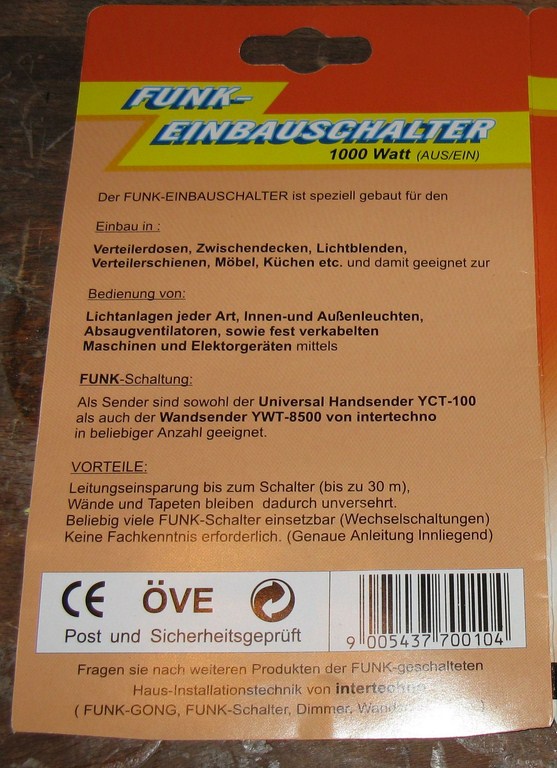 FUNK-
EINBAUSCHALTER
1000 Watt (AUS/EIN)
Der FUNK-EINBAUSCHALTER ist speziell gebaut für den
Einbau in :
Verteilerdosen, Zwischendecken, Lichtblenden,
Verteilerschienen, Möbel, Küchen etc. und damit geeignet zur
Bedienung von:
Lichtanlagen jeder Art, Innen-und Außenleuchten,
Absaugventilatoren, sowie fest verkabelten
Maschinen und Elektorgeräten mittels
FUNK-Schaltung:
Als Sender sind sowohl der Universal Handsender YCT-100
als auch der Wandsender YWT-8500 von intertechno
in beliebiger Anzahl geeignet.
VORTEILE:
Leitungseinsparung bis zum Schalter (bis zu 30 m),
Wände und Tapeten bleiben dadurch unversehrt.
Beliebig viele FUNK-Schalter einsetzbar (Wechselschaltungen)
Keine Fachkenntnis erforderlich. (Genaue Anleitung Innliegend)
CE ÖVE
Post und Sicherheitsgeprüft
9 005437 700104
Fragen sie nach weiteren Produkten der FUNK-geschalteten
Haus-Installationstechnik von intertechno
( FUNK-GONG, FUNK-Schalter, Dimmer, )